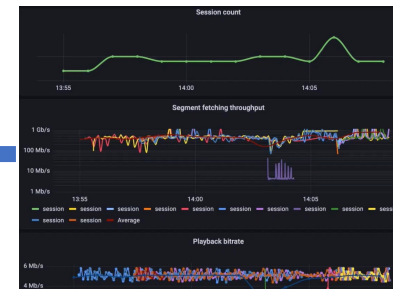 Session count
13:55 14:00 14:05
Segment fetching throughput
1 Gb/s
100 Mb/s
10 Mb/s
1 Mb/s
13:55 14:00 14:05
session session session session session session session session session sess
session session Average
Playback bitrate
6 Mb/s
4 Mb/s